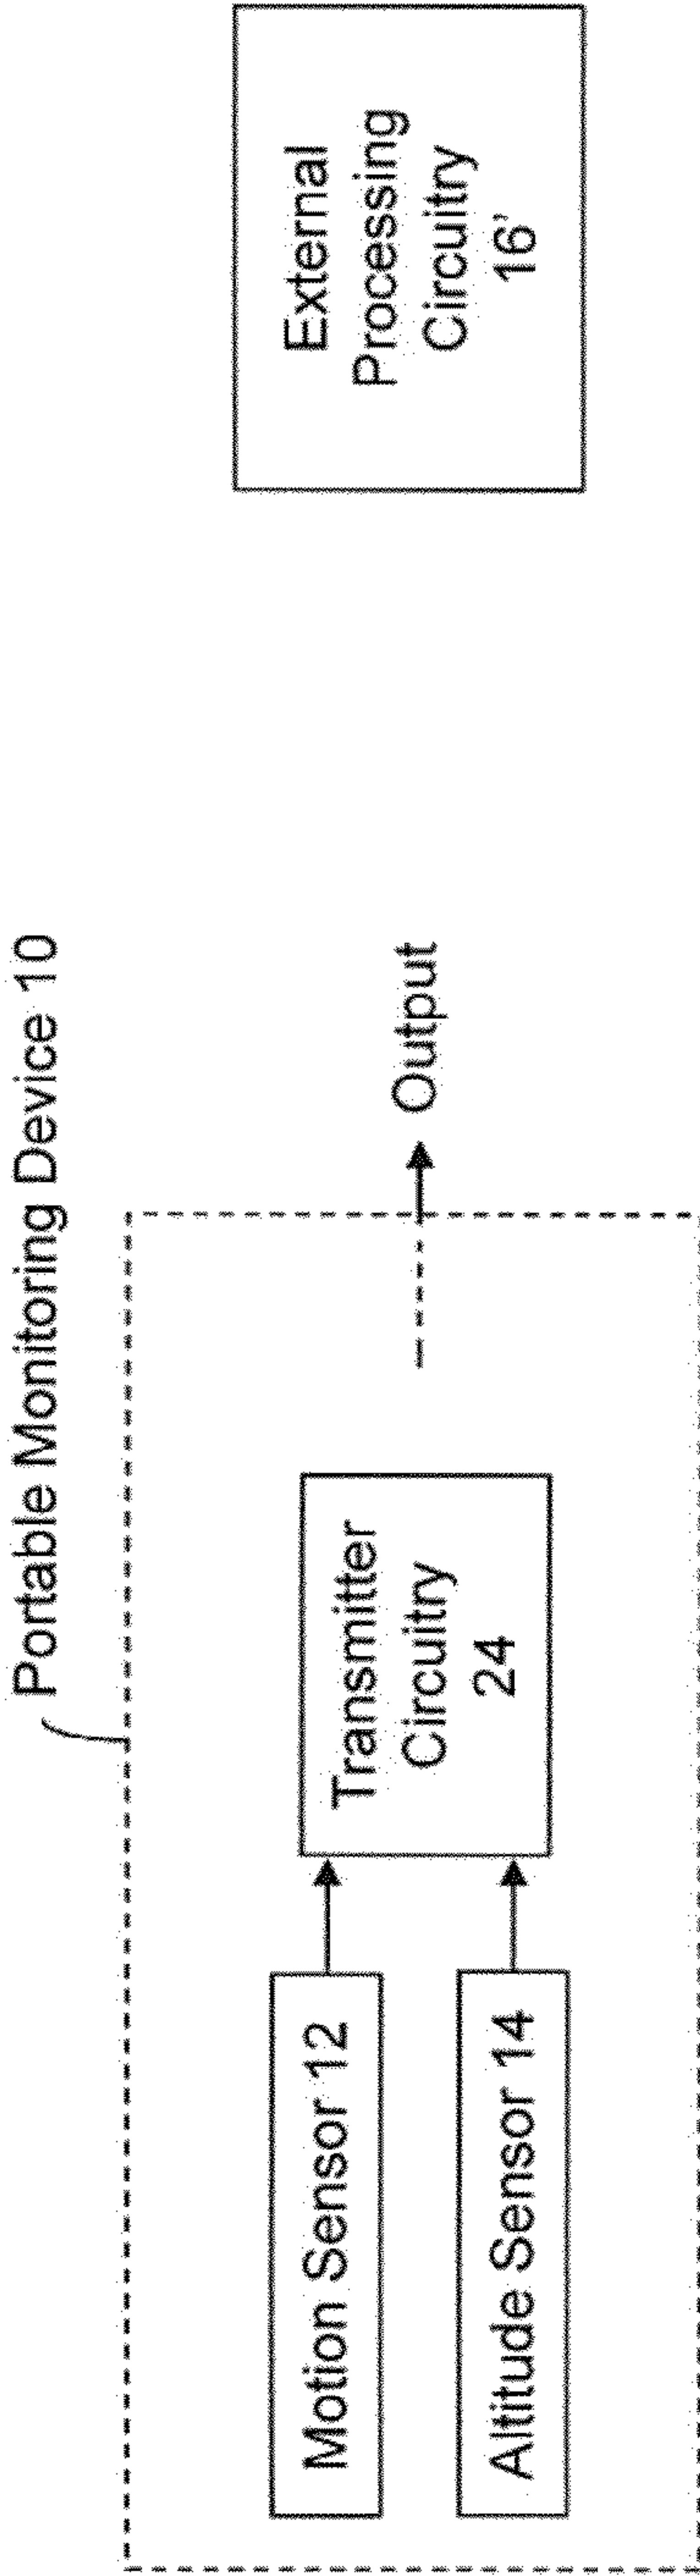 Portable Monitoring Device 10
Motion Sensor 12
Altitude Sensor 14
Transmitter
Circuitry
24
Output
External
Processing
Circuitry
16'